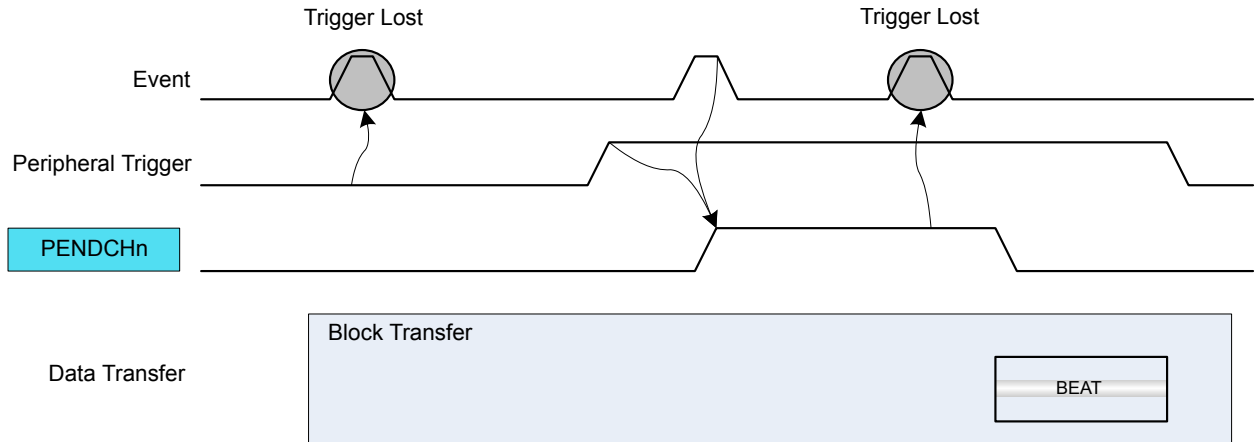 Trigger Lost
Trigger Lost
Event
Peripheral Trigger
PENDCHn
Block Transfer
Data Transfer
BEAT